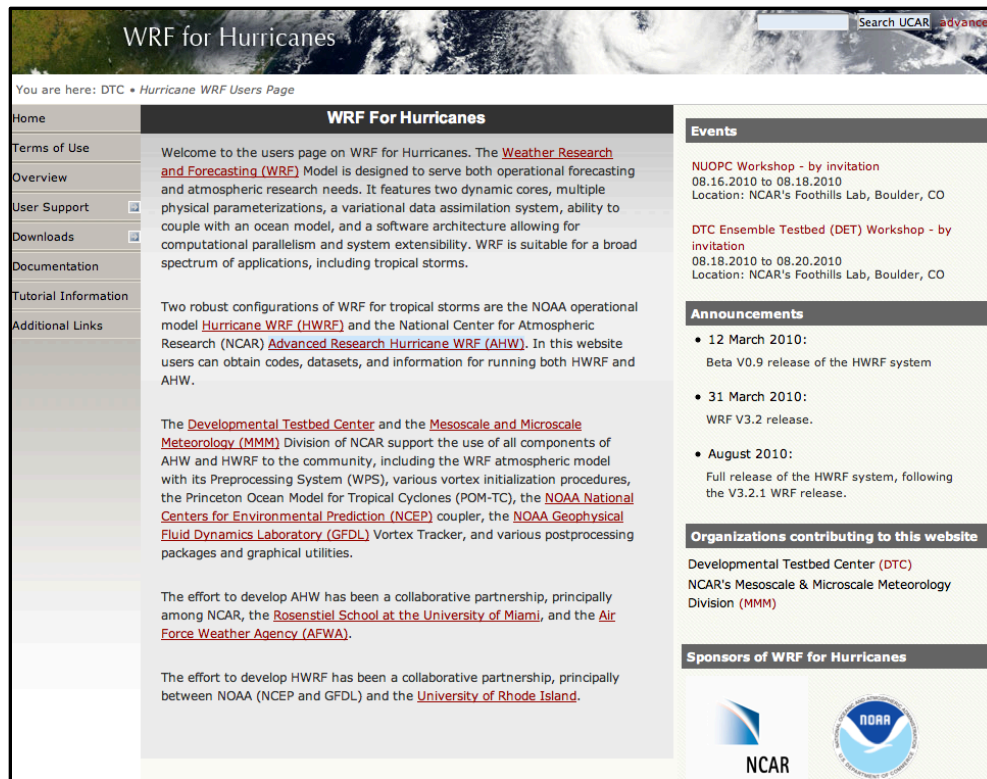 WRF for Hurricanes
Search UCAR
advance
You are here: DTC • Hurricane WRF Users Page
Home
Terms of Use
Overview
User Support
Downloads
Documentation
Tutorial Information
Additional Links
WRF For Hurricanes
Welcome to the users page on WRF for Hurricanes. The Weather Research
and Forecasting (WRF) Model is designed to serve both operational forecasting
and atmospheric research needs. It features two dynamic cores, multiple
physical parameterizations, a variational data assimilation system, ability to
couple with an ocean model, and a software architecture allowing for
computational parallelism and system extensibility. WRF is suitable for a broad
spectrum of applications, including tropical storms.
Two robust configurations of WRF for tropical storms are the NOAA operational
model Hurricane WRF (HWRF) and the National Center for Atmospheric
Research (NCAR) Advanced Research Hurricane WRF (AHW). In this website
users can obtain codes, datasets, and information for running both HWRF and
AHW.
The Developmental Testbed Center and the Mesoscale and Microscale
Meteorology (MMM) Division of NCAR support the use of all components of
AHW and HWRF to the community, including the WRF atmospheric model
with its Preprocessing System (WPS), various vortex initialization procedures,
the Princeton Ocean Model for Tropical Cyclones (POM-TC), the NOAA National
Centers for Environmental Prediction (NCEP) coupler, the NOAA Geophysical
Fluid Dynamics Laboratory (GFDL) Vortex Tracker, and various postprocessing
packages and graphical utilities.
The effort to develop AHW has been a collaborative partnership, principally
among NCAR, the Rosenstiel School at the University of Miami, and the Air
Force Weather Agency (AFWA).
The effort to develop HWRF has been a collaborative partnership, principally
between NOAA (NCEP and GFDL) and the University of Rhode Island.
Events
NUOPC Workshop - by invitation
08.16.2010 to 08.18.2010
Location: NCAR's Foothills Lab, Boulder, CO
DTC Ensemble Testbed (DET) Workshop - by
invitation
08.18.2010 to 08.20.2010
Location: NCAR's Foothills Lab, Boulder, CO
Announcements
• 12 March 2010:
Beta V0.9 release of the HWRF system
• 31 March 2010:
WRF V3.2 release.
• August 2010:
Full release of the HWRF system, following
the V3.2.1 WRF release.
Organizations contributing to this website
Developmental Testbed Center (DTC)
NCAR's Mesoscale & Microscale Meteorology
Division (MMM)
Sponsors of WRF for Hurricanes
NCAR
NATIONAL OCEANIC AND ATMOSPHERIC ADMINISTRATION
NOAA
U.S. DEPARTMENT OF COMMERCE